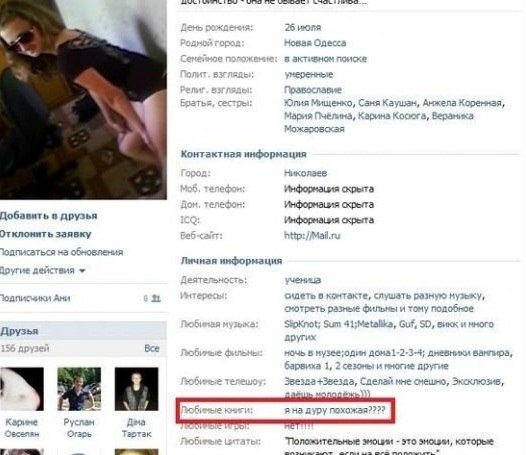 достоинство - она не бывает счастлива...
День рождения: 26 июля
Родной город: Новая Одесса
Семейное положение: в активном поиске
Полит. взгляды: умеренные
Религ. взгляды: Православие
Братья, сестры: Юлия Мищенко, Саня Каушан, Анжела Коренная,
Мария Пчёлина, Карина Косюга, Вераника
Можаровская
Контактная информация
Город: Николаев
Моб. телефон: Информация скрыта
Дом. телефон: Информация скрыта
ICQ: Информация скрыта
Веб-сайт: http://Mail.ru
Личная информация
Деятельность: ученица
Интересы: сидеть в контакте, слушать разную музыку,
смотреть разные фильмы и тому подобное
Любимая музыка: SlipKnot; Sum 41;Metallika, Guf, SD, викк и много
других
Любимые фильмы: ночь в музее;один дома1-2-3-4; дневники вампира,
барвиха 1, 2 сезоны и многие другие
Любимые телешоу: Звезда+Звезда, Сделай мне смешно, Эксклюзив,
даёшь молодёжь)))
Любимые книги: я на дуру похожая????
Любимые игры: нет!!!!
Любимые цитаты: "Положительные эмоции - это эмоции, которые
возникают, если на всё положить"
Добавить в друзья
Отклонить заявку
Подписаться на обновления
Другие действия
Подписчики Ани 8
Друзья
156 друзей Все
Карине Овселян
Руслан Огарь
Діма Тартак